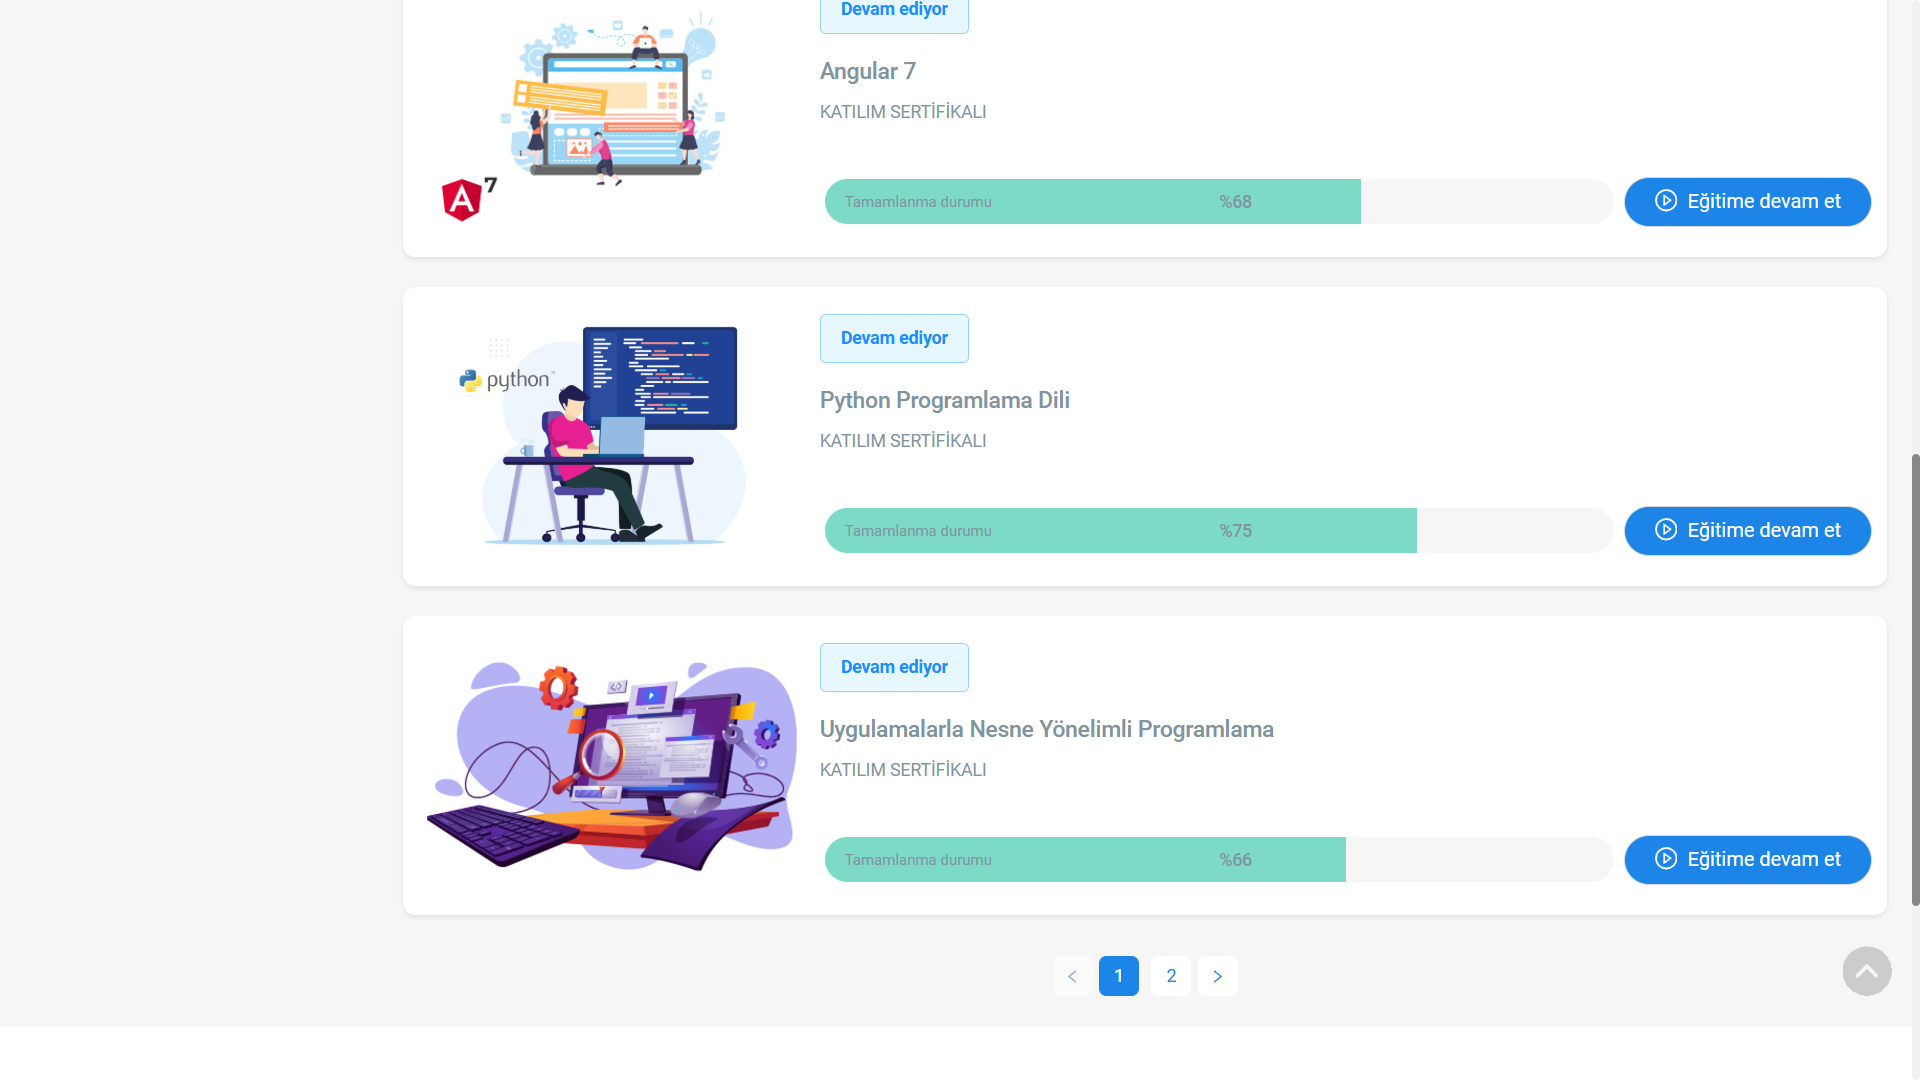 Devam ediyor
Angular 7
KATILIM SERTİFİKALI
7
A
Tamamlanma durumu %68
Eğitime devam et
Devam ediyor
python
Python Programlama Dili
KATILIM SERTİFİKALI
Tamamlanma durumu %75
Eğitime devam et
Devam ediyor
Uygulamalarla Nesne Yönelimli Programlama
KATILIM SERTİFİKALI
Tamamlanma durumu %66
Eğitime devam et
< 1 2 >